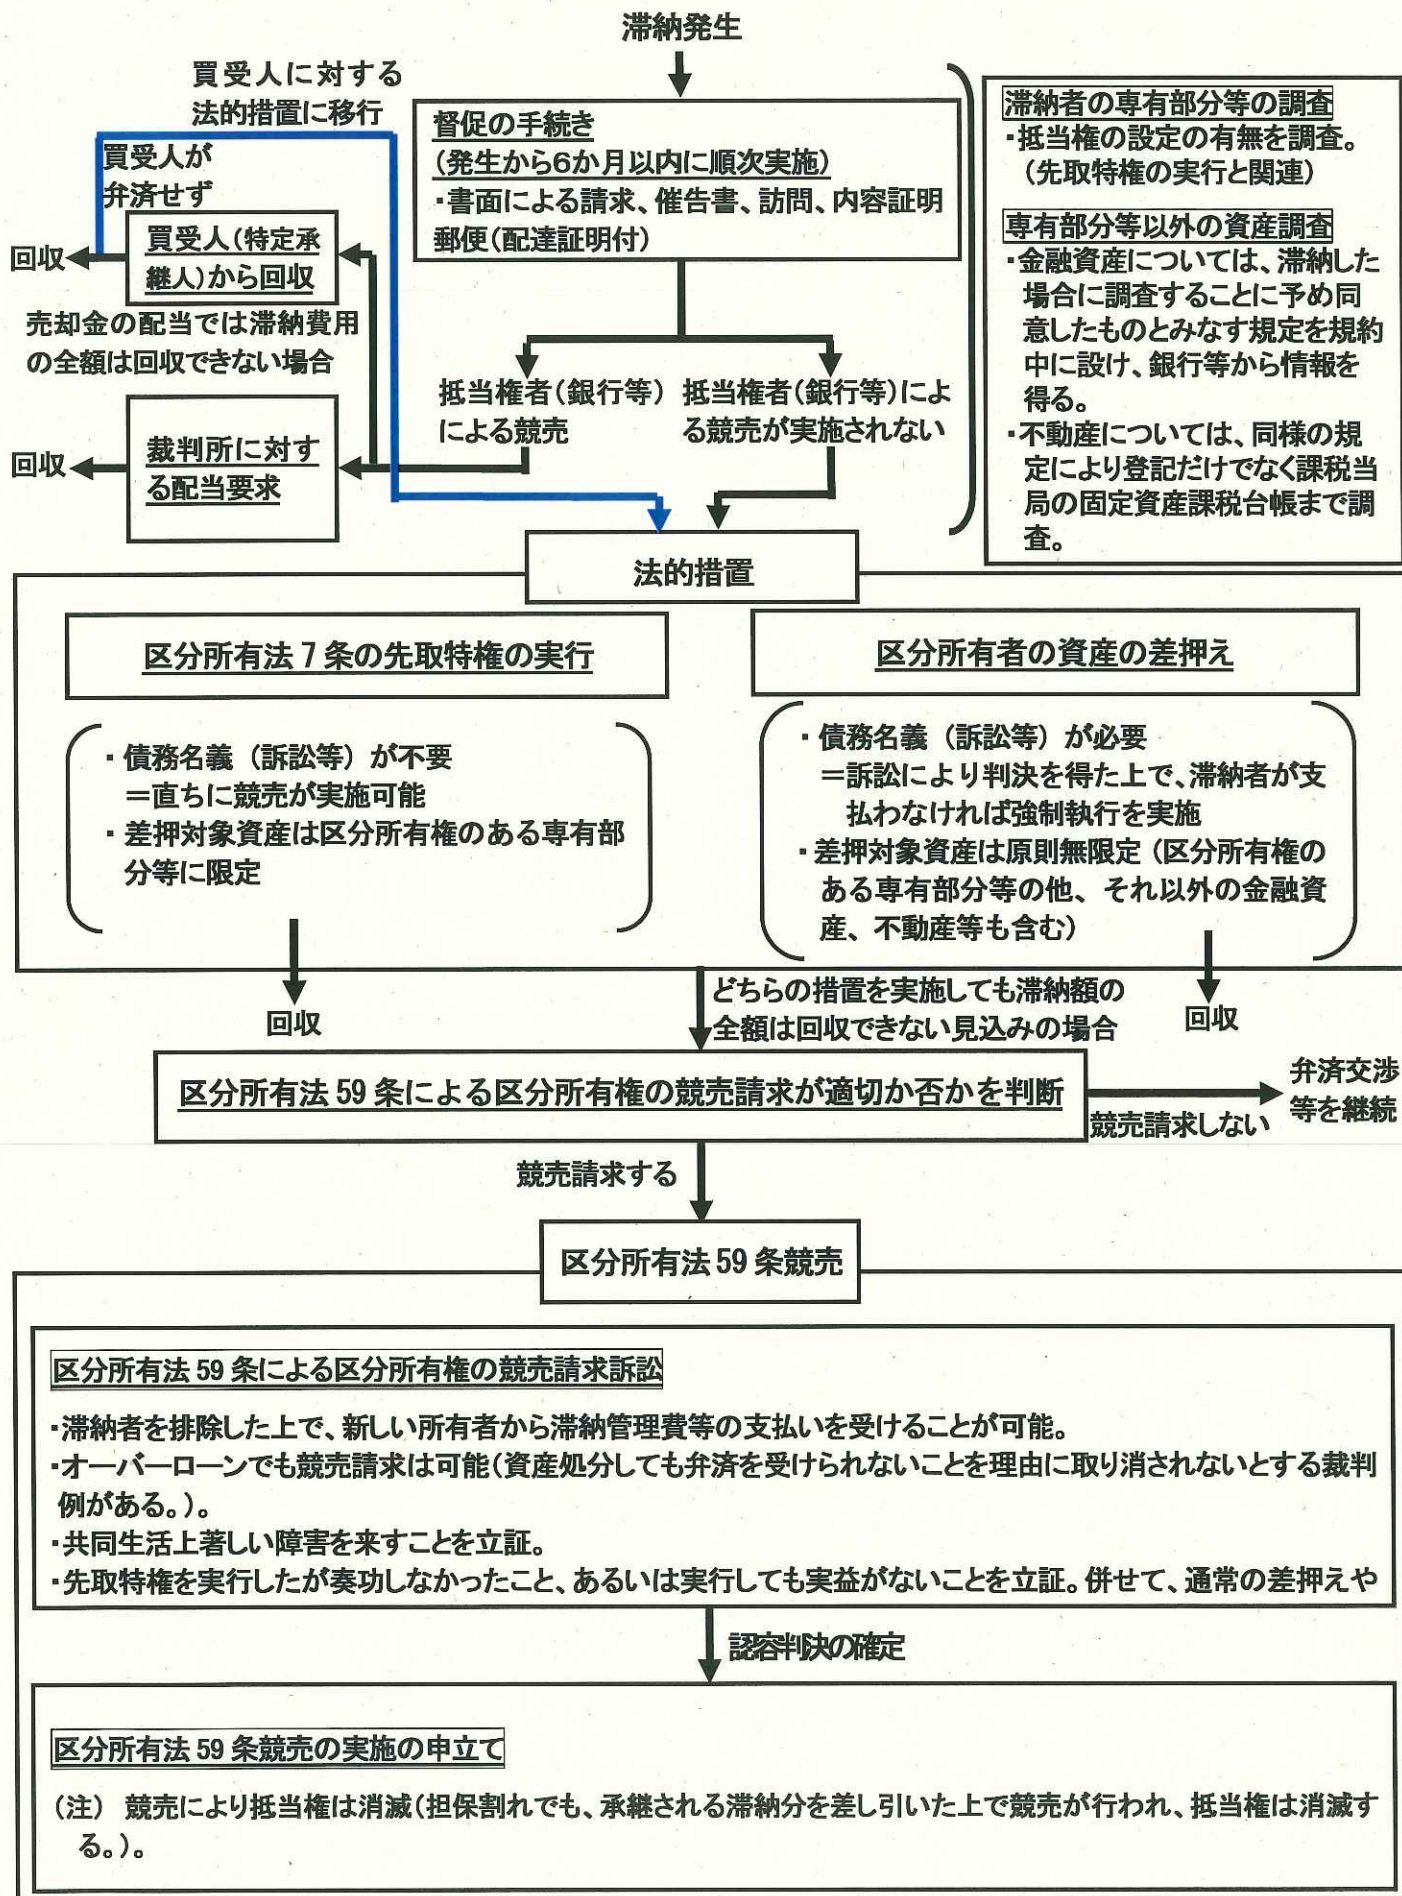 滞納発生
買受人に対する
法的措置に移行
買受人が
弁済せず
回収
買受人(特定承
継人)から回収
売却金の配当では滞納費用
の全額は回収できない場合
回収
裁判所に対す
る配当要求
督促の手続き
(発生から6か月以内に順次実施)
・書面による請求、催告書、訪問、内容証明
郵便(配達証明付)
抵当権者(銀行等)
による競売
抵当権者(銀行等)によ
る競売が実施されない
滞納者の専有部分等の調査
・抵当権の設定の有無を調査。
(先取特権の実行と関連)
専有部分等以外の資産調査
・金融資産については、滞納した
場合に調査することに予め同
意したものとみなす規定を規約
中に設け、銀行等から情報を
得る。
・不動産については、同様の規
定により登記だけでなく課税当
局の固定資産課税台帳まで調
査。
法的措置
区分所有法7条の先取特権の実行
・債務名義(訴訟等)が不要
=直ちに競売が実施可能
・差押対象資産は区分所有権のある専有部
分等に限定
回収
区分所有者の資産の差押え
・債務名義(訴訟等)が必要
=訴訟により判決を得た上で、滞納者が支
払わなければ強制執行を実施
・差押対象資産は原則無限定(区分所有権の
ある専有部分等の他、それ以外の金融資
産、不動産等も含む)
回収
どちらの措置を実施しても滞納額の
全額は回収できない見込みの場合
区分所有法59条による区分所有権の競売請求が適切か否かを判断
競売請求しない
弁済交渉
等を継続
競売請求する
区分所有法59条競売
区分所有法59条による区分所有権の競売請求訴訟
・滞納者を排除した上で、新しい所有者から滞納管理費等の支払いを受けることが可能。
・オーバーローンでも競売請求は可能(資産処分しても弁済を受けられないことを理由に取り消されないとする裁判
例がある。)。
・共同生活上著しい障害を来すことを立証。
・先取特権を実行したが奏功しなかったこと、あるいは実行しても実益がないことを立証。併せて、通常の差押えや
認容判決の確定
区分所有法59条競売の実施の申立て
(注) 競売により抵当権は消滅(担保割れでも、承継される滞納分を差し引いた上で競売が行われ、抵当権は消滅す
る。)。